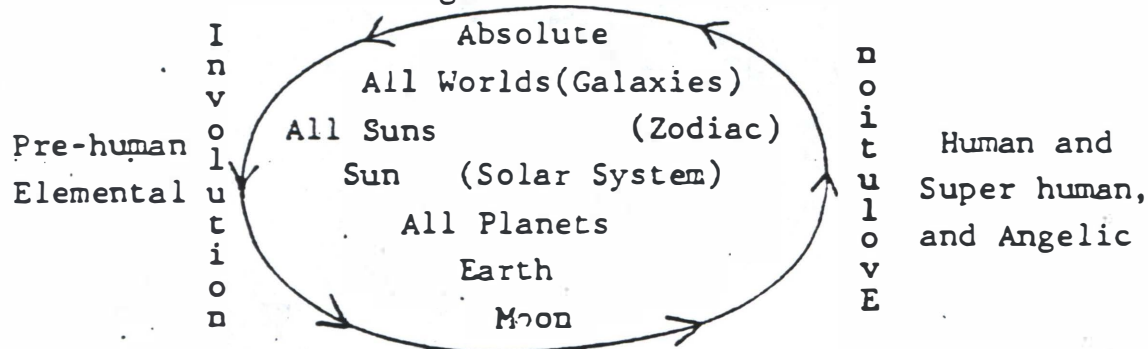 Absolute
All Worlds(Galaxies)
All Suns (Zodiac)
Sun (Solar System)
All Planets
Earth
Moon
Involution
Pre-human
Elemental
Evolution
Human and
Super human,
and Angelic